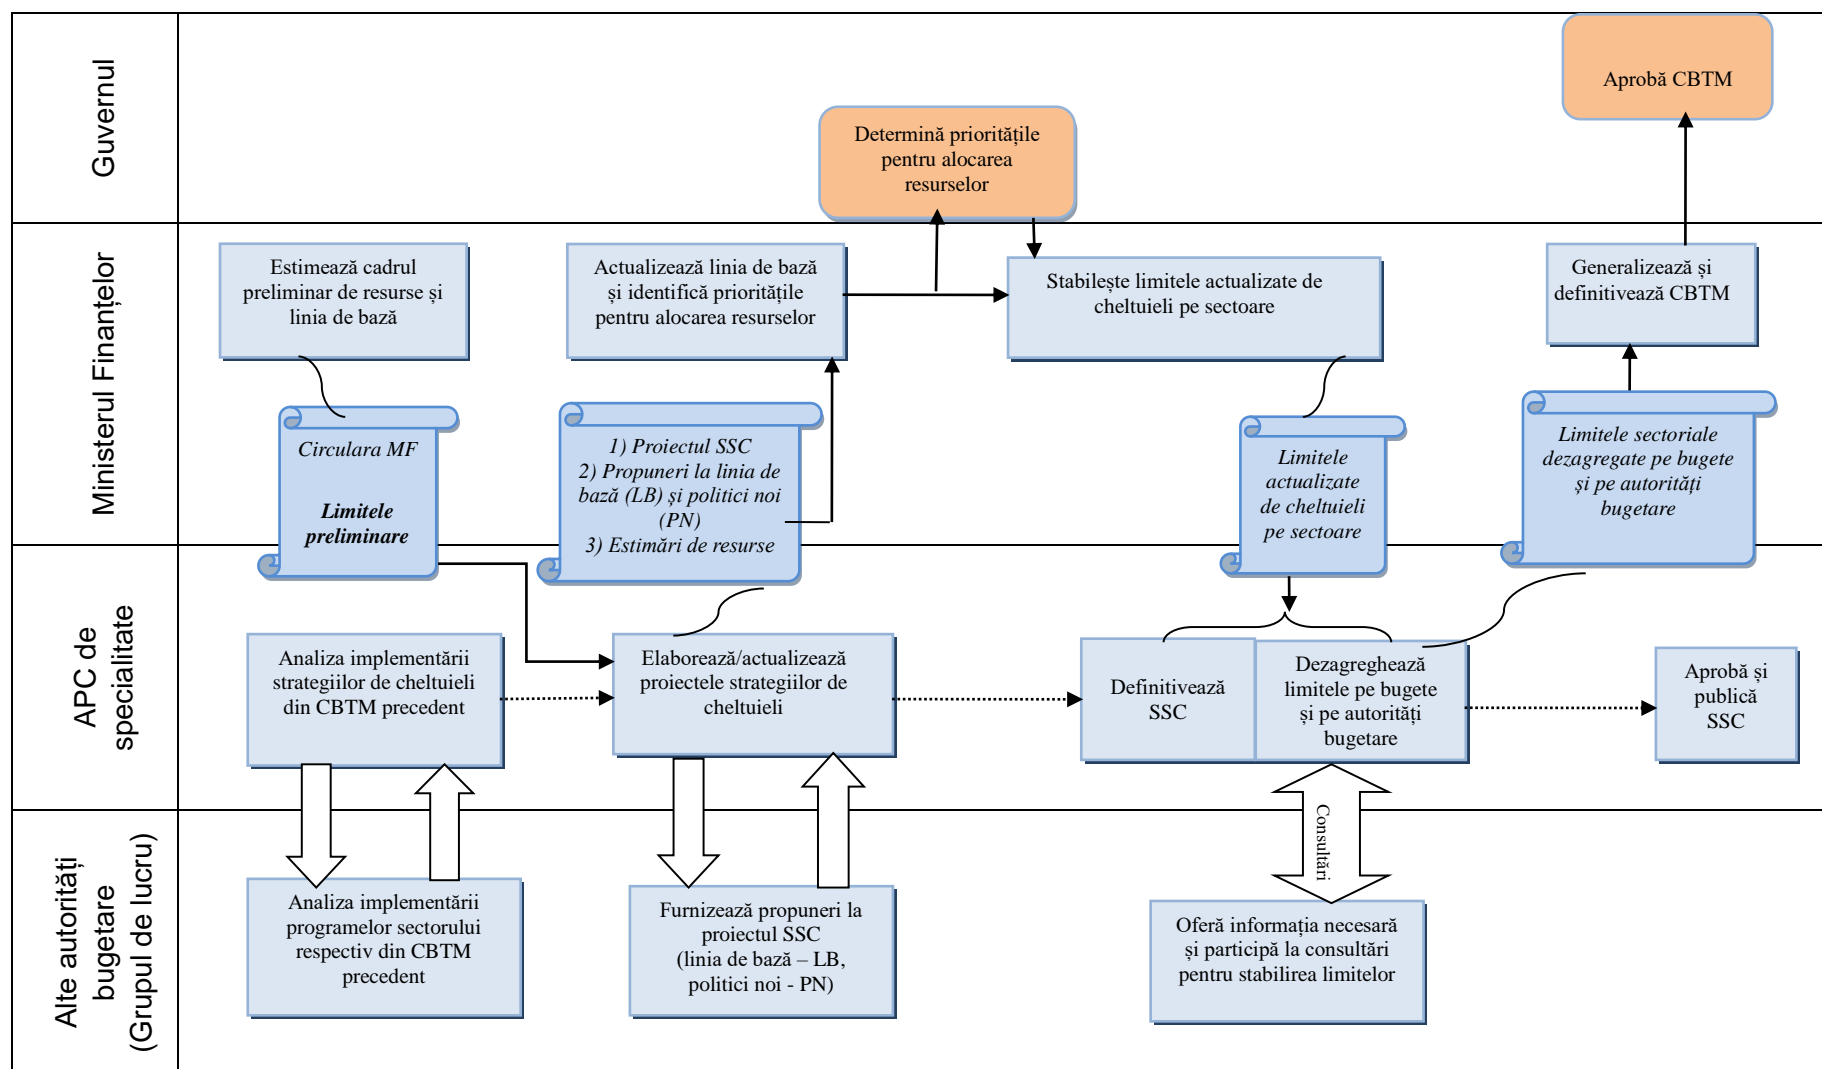 Guvernul
Aprobă CBTM
Determină prioritățile
pentru alocarea
resurselor
Ministerul Finanțelor
Estimează cadrul
preliminar de resurse și
linia de bază
Actualizează linia de bază
și identifică prioritățile
pentru alocarea resurselor
Stabilește limitele actualizate de
cheltuieli pe sectoare
Generalizează și
definitivează CBTM
Circulara MF
Limitele
preliminare
1) Proiectul SSC
2) Propuneri la linia de
bază (LB) și politici noi
(PN)
3) Estimări de resurse
Limitele
actualizate
de cheltuieli
pe sectoare
Limitele sectoriale
dezagregate pe bugete
și pe autorități
bugetare
APC de
specialitate
Analiza implementării
strategiilor de cheltuieli
din CBTM precedent
Elaborează/actualizează
proiectele strategiilor de
cheltuieli
Definitivează
SSC
Dezagreghează
limitele pe bugete
și pe autorități
bugetare
Aprobă și
publică
SSC
Consultări
Alte autorități
bugetare
(Grupul de lucru)
Analiza implementării
programelor sectorului
respectiv din CBTM
precedent
Furnizează propuneri la
proiectul SSC
(linia de bază – LB,
politici noi - PN)
Oferă informația necesară
și participă la consultări
pentru stabilirea limitelor